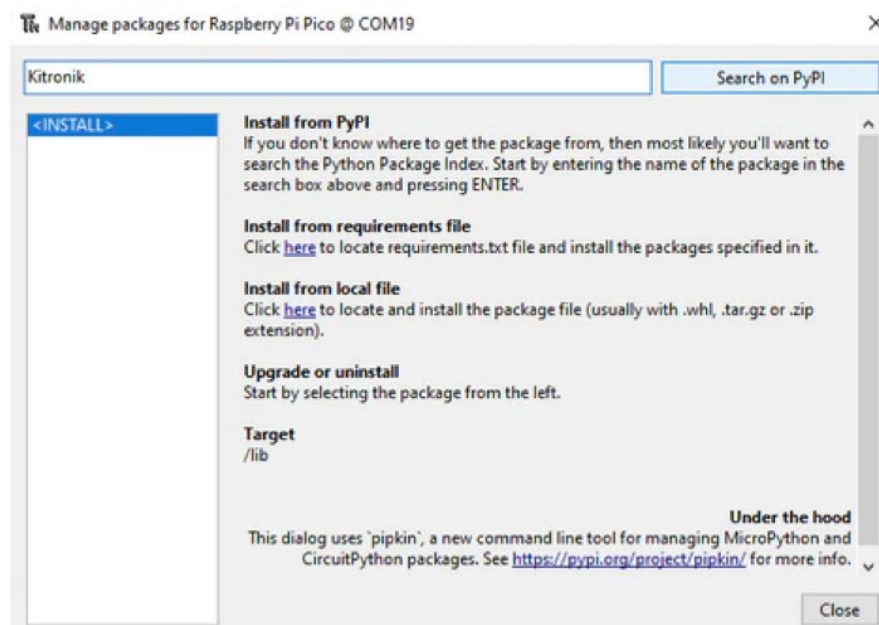 Manage packages for Raspberry Pi Pico @ COM19
Kitronik
Search on PyPI
<INSTALL>
Install from PyPI
If you don't know where to get the package from, then most likely you'll want to
search the Python Package Index. Start by entering the name of the package in the
search box above and pressing ENTER.
Install from requirements file
Click here to locate requirements.txt file and install the packages specified in it.
Install from local file
Click here to locate and install the package file (usually with .whl, .tar.gz or .zip
extension).
Upgrade or uninstall
Start by selecting the package from the left.
Target
/lib
Under the hood
This dialog uses `pipkin`, a new command line tool for managing MicroPython and
CircuitPython packages. See https://pypi.org/project/pipkin/ for more info.
Close